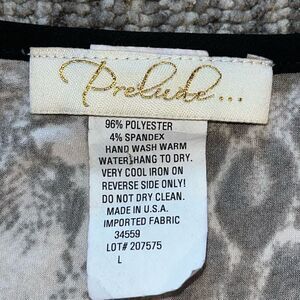 Prelude...
96% POLYESTER
4% SPANDEX
HAND WASH WARM
WATER,HANG TO DRY.
VERY COOL IRON ON
REVERSE SIDE ONLY!
DO NOT DRY CLEAN.
MADE IN U.S.A.
IMPORTED FABRIC
34559
LOT# 207575
L